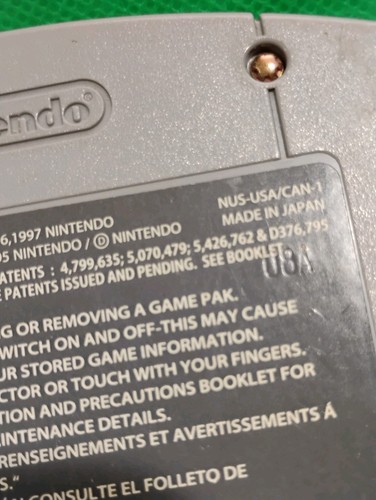 endo®
6,1997 NINTENDO
NUS-USA/CAN-1
95 NINTENDO / Ⓓ NINTENDO
MADE IN JAPAN
ATENTS : 4,799,635; 5,070,479; 5,426,762 & D376,795
E PATENTS ISSUED AND PENDING. SEE BOOKLET
08A
G OR REMOVING A GAME PAK.
WITCH ON AND OFF-THIS MAY CAUSE
UR STORED GAME INFORMATION.
CTOR OR TOUCH WITH YOUR FINGERS.
TION AND PRECAUTIONS BOOKLET FOR
INTENANCE DETAILS.
RENSEIGNEMENTS ET AVERTISSEMENTS À
S."
N CONSULTE EL FOLLETO DE